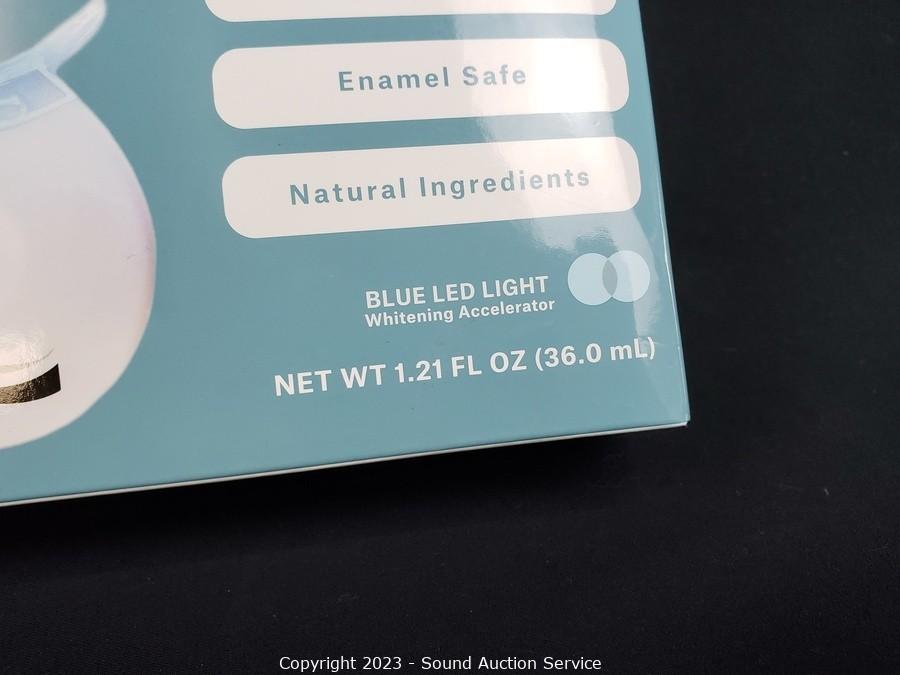 Enamel Safe
Natural Ingredients
BLUE LED LIGHT
Whitening Accelerator
NET WT 1.21 FL OZ (36.0 mL)
Copyright 2023 - Sound Auction Service